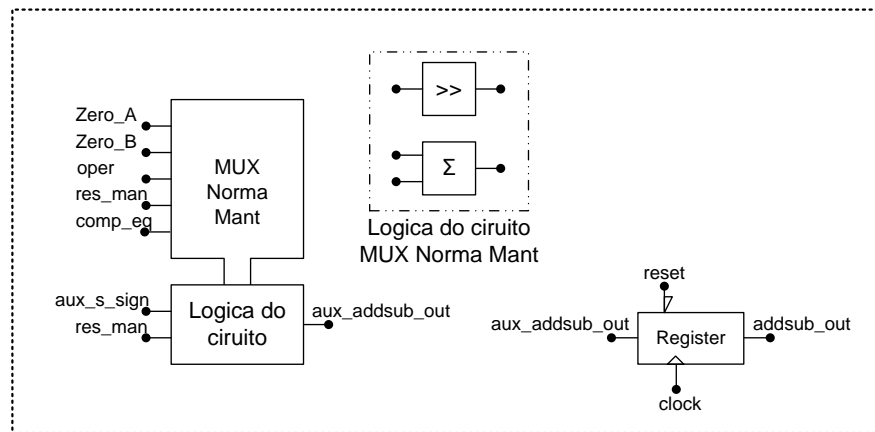 Zero_A
Zero_B
oper
res_man
comp_eq
MUX
Norma
Mant
>>
Σ
Logica do ciruito
MUX Norma Mant
aux_s_sign
res_man
Logica do
ciruito
aux_addsub_out
reset
aux_addsub_out
Register
addsub_out
clock